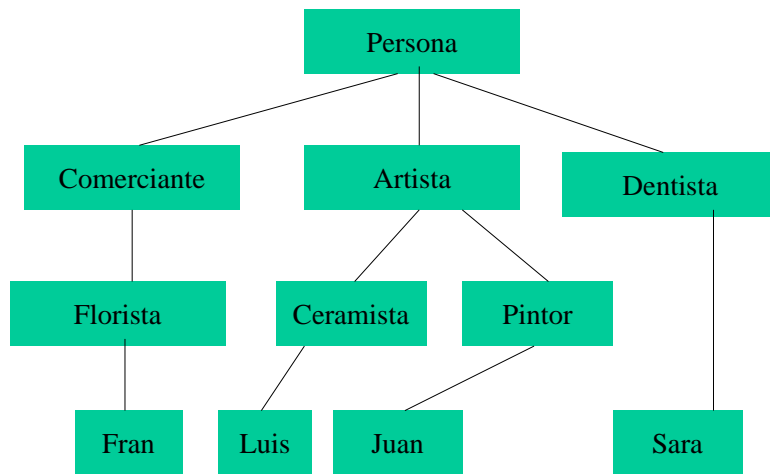 Persona
Comerciante
Artista
Dentista
Florista
Ceramista
Pintor
Fran
Luis
Juan
Sara